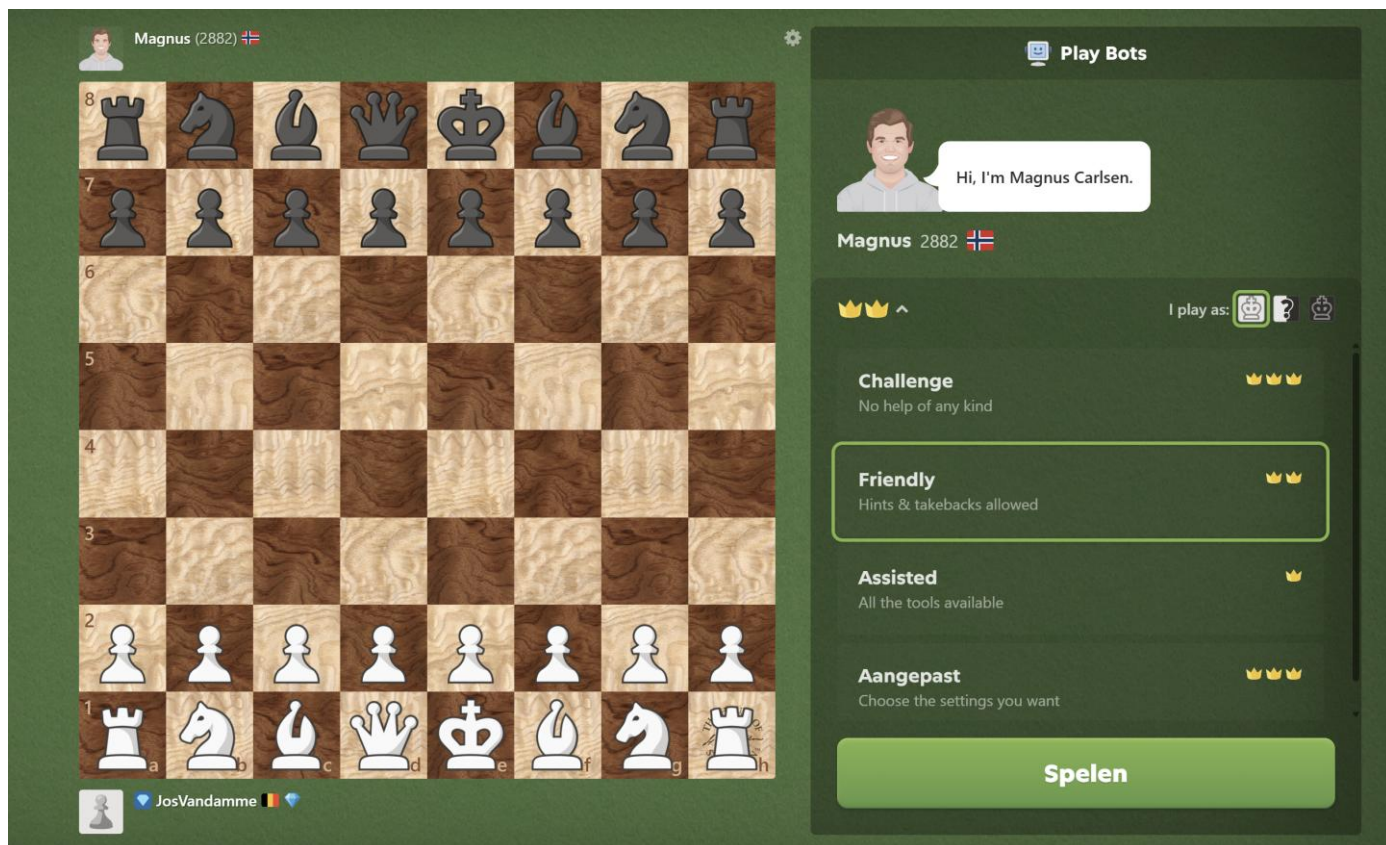 Magnus (2882)
8
7
6
5
4
3
2
1
a b c d e f g h
JosVandamme
Play Bots
Hi, I'm Magnus Carlsen.
Magnus 2882
I play as: ?
Challenge
No help of any kind
Friendly
Hints & takebacks allowed
Assisted
All the tools available
Aangepast
Choose the settings you want
Spelen